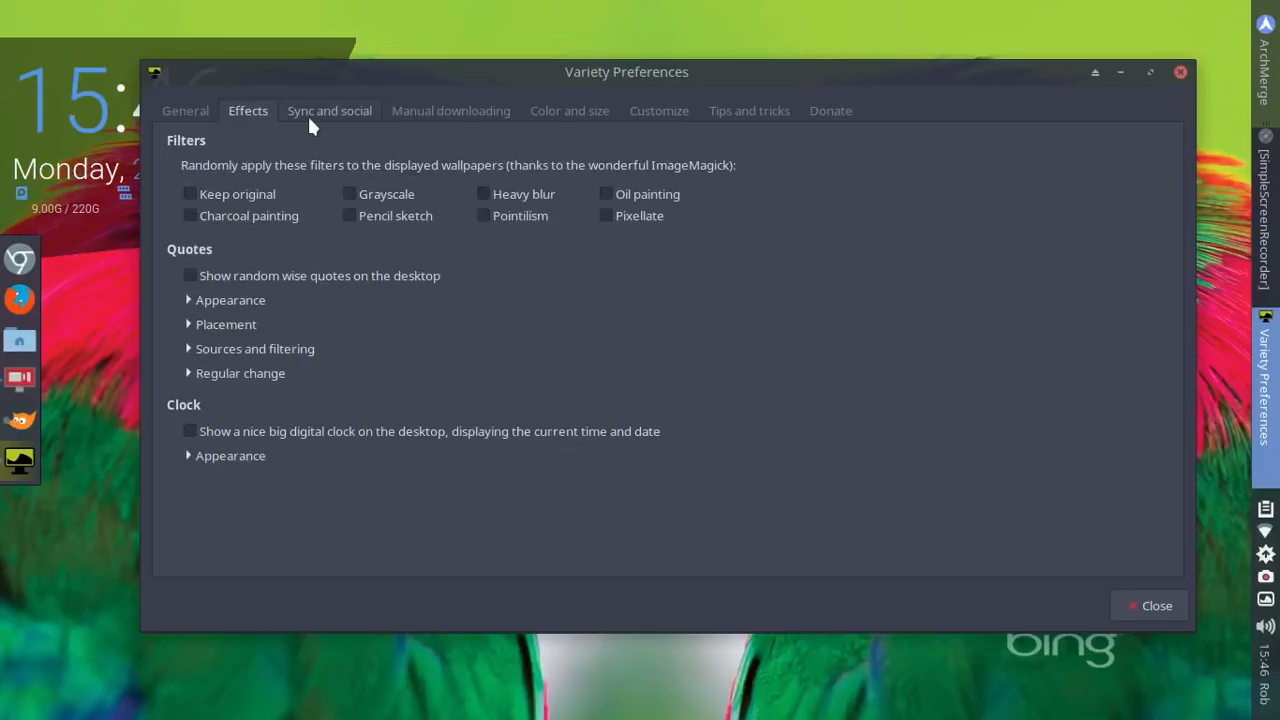 Variety Preferences
General Effects Sync and social Manual downloading Color and size Customize Tips and tricks Donate
Filters
Randomly apply these filters to the displayed wallpapers (thanks to the wonderful ImageMagick):
Keep original Grayscale Heavy blur Oil painting
Charcoal painting Pencil sketch Pointilism Pixellate
Quotes
Show random wise quotes on the desktop
Appearance
Placement
Sources and filtering
Regular change
Clock
Show a nice big digital clock on the desktop, displaying the current time and date
Appearance
Close
15:
Monday,
9.00G / 220G
bing
ArchMerge
[SimpleScreenRecorder]
Variety Preferences
15:46 Rob